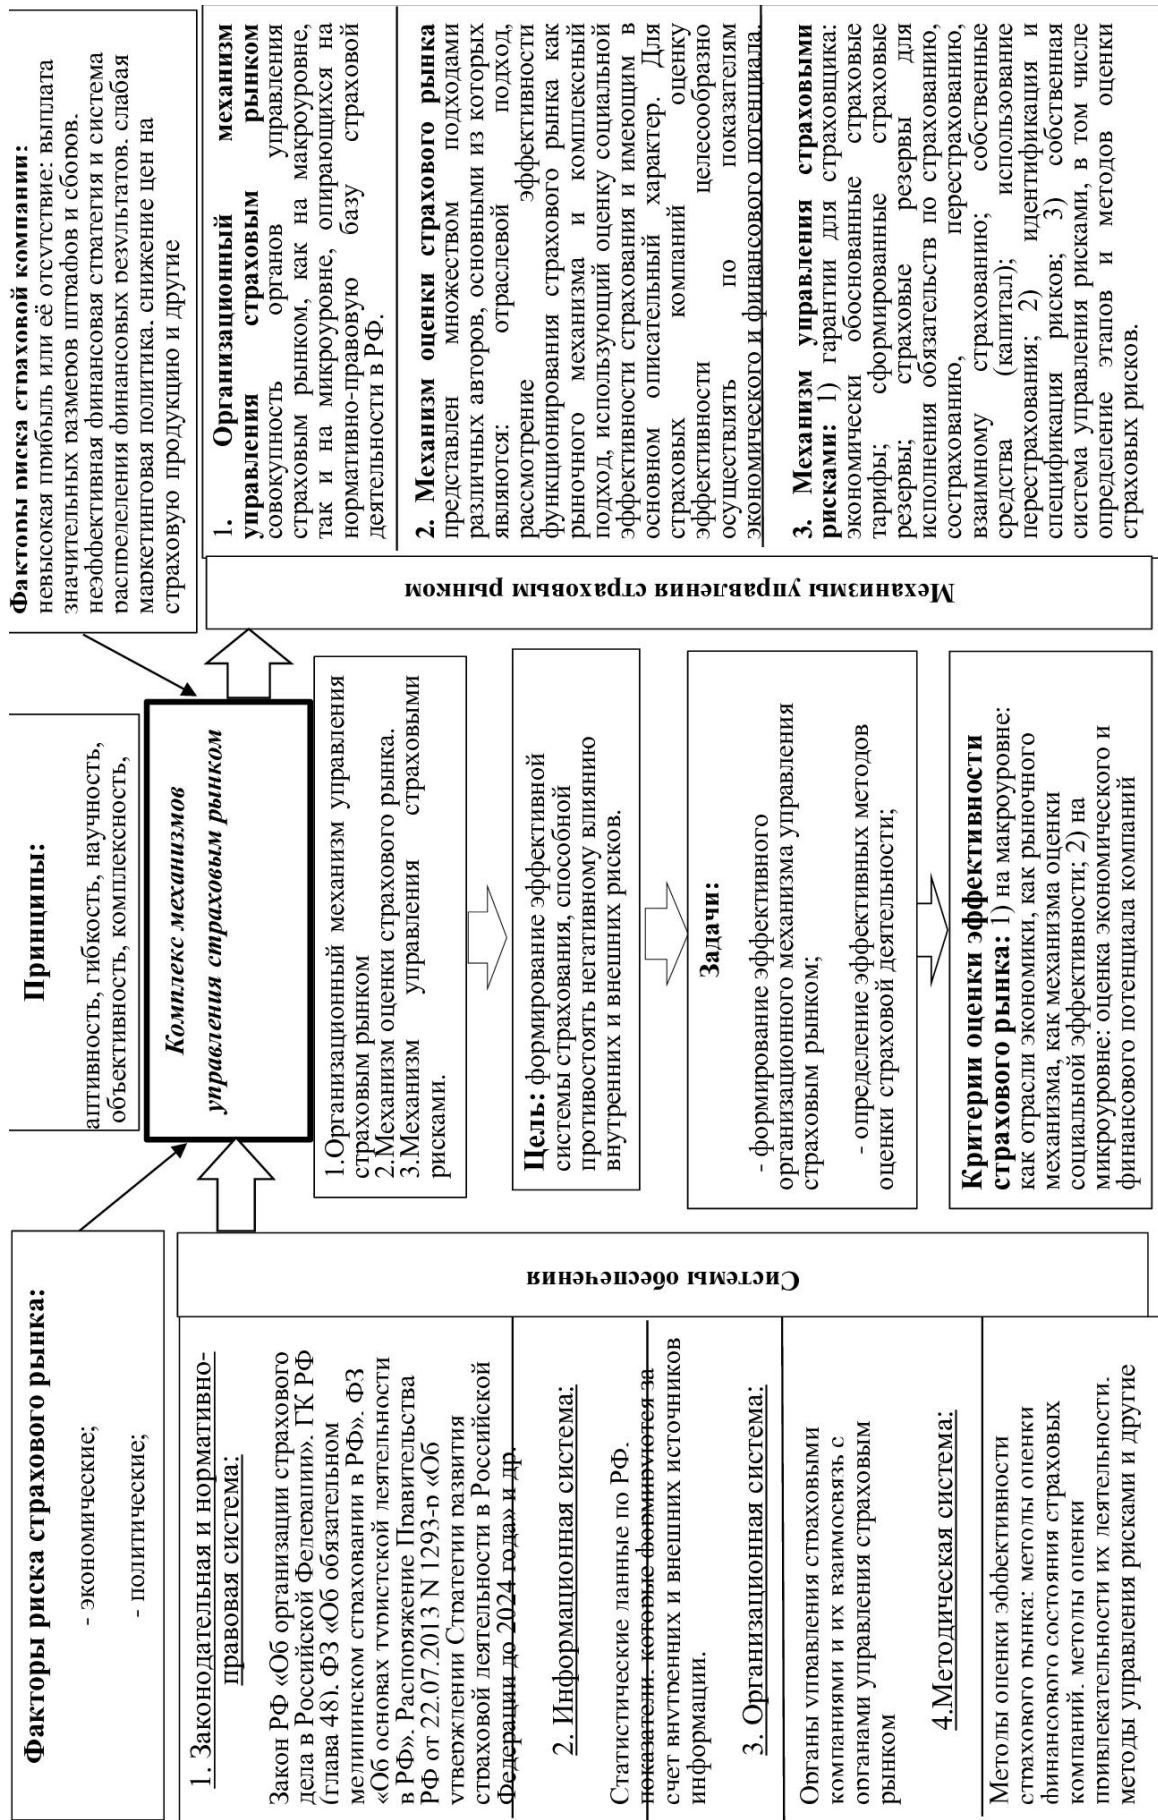 Факторы риска страхового рынка:
- экономические;
- политические;
Принципы:
аптивность, гибкость, научность,
объективность, комплексность,
Факторы риска страховой компании:
невысокая прибыль или её отсутствие: выплата
значительных размеров штрафов и сборов.
неэффективная финансовая стратегия и система
распределения финансовых результатов. слабая
маркетинговая политика. снижение цен на
страховую продукцию и другие
Комплекс механизмов
управления страховым рынком
Системы обеспечения
1. Законодательная и нормативно-
правовая система:
Закон РФ «Об организации страхового
дела в Российской Федерации». ГК РФ
(глава 48). ФЗ «Об обязательном
медицинском страховании в РФ». ФЗ
«Об основах туристской деятельности
в РФ». Распоряжение Правительства
РФ от 22.07.2013 N 1293-р «Об
утверждении Стратегии развития
страховой деятельности в Российской
Федерации до 2024 года» и др.
2. Информационная система:
Статистические данные по РФ.
показатели. которые формируются за
счет внутренних и внешних источников
информации.
3. Организационная система:
Органы управления страховыми
компаниями и их взаимосвязь с
органами управления страховым
рынком
4.Методическая система:
Методы оценки эффективности
страхового рынка: методы оценки
финансового состояния страховых
компаний. методы оценки
привлекательности их деятельности.
методы управления рисками и другие
1.Организационный механизм управления
страховым рынком
2.Механизм оценки страхового рынка.
3.Механизм управления страховыми
рисками.
Цель: формирование эффективной
системы страхования, способной
противостоять негативному влиянию
внутренних и внешних рисков.
Задачи:
- формирование эффективного
организационного механизма управления
страховым рынком;
- определение эффективных методов
оценки страховой деятельности;
Критерии оценки эффективности
страхового рынка: 1) на макроуровне:
как отрасли экономики, как рыночного
механизма, как механизма оценки
социальной эффективности; 2) на
микроуровне: оценка экономического и
финансового потенциала компаний
Механизмы управления страховым рынком
1. Организационный механизм
управления страховым рынком
совокупность органов управления
страховым рынком, как на макроуровне,
так и на микроуровне, опирающихся на
нормативно-правовую базу страховой
деятельности в РФ.
2. Механизм оценки страхового рынка
представлен множеством подходами
различных авторов, основными из которых
являются: отраслевой подход,
рассмотрение эффективности
функционирования страхового рынка как
рыночного механизма и комплексный
подход, использующий оценку социальной
эффективности страхования и имеющим в
основном описательный характер. Для
страховых компаний оценку
эффективности целесообразно
осуществлять по показателям
экономического и финансового потенциала.
3. Механизм управления страховыми
рисками: 1) гарантии для страховщика:
экономически обоснованные страховые
тарифы; сформированные страховые
резервы; страховые резервы для
исполнения обязательств по страхованию,
сострахованию, перестрахованию,
взаимному страхованию; собственные
средства (капитал); использование
перестрахования; 2) идентификация и
спецификация рисков; 3) собственная
система управления рисками, в том числе
определение этапов и методов оценки
страховых рисков.